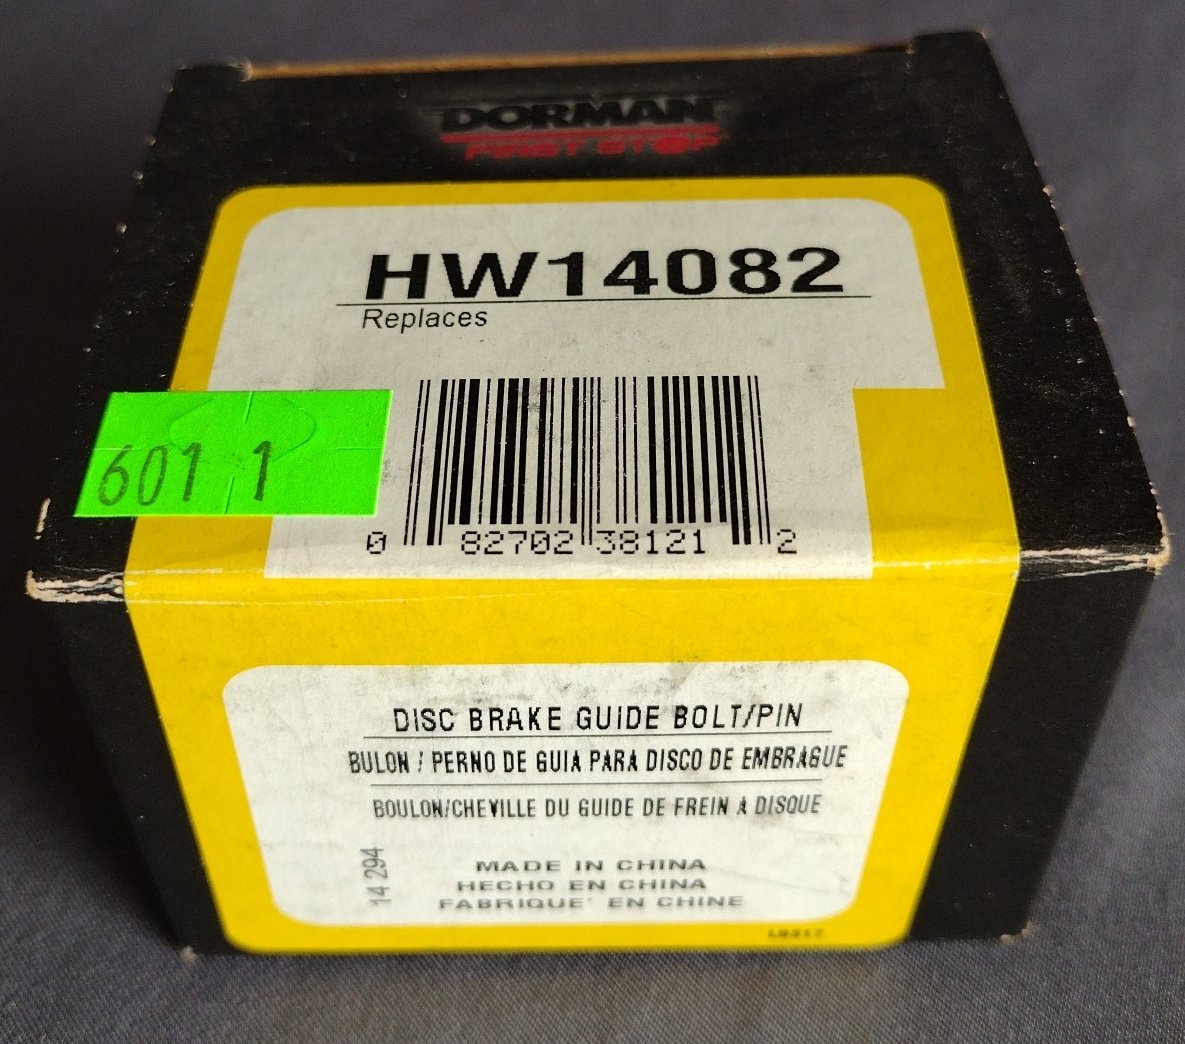 DORMAN
FIRST STOP
HW14082
Replaces
601 1
0 82702 38121 2
DISC BRAKE GUIDE BOLT/PIN
BULON / PERNO DE GUIA PARA DISCO DE EMBRAGUE
BOULON/CHEVILLE DU GUIDE DE FREIN A DISQUE
14 294
MADE IN CHINA
HECHO EN CHINA
FABRIQUE' EN CHINE